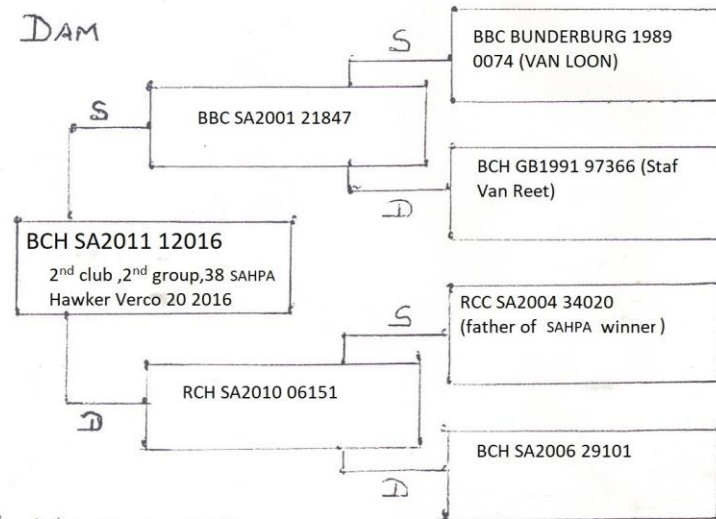 DAM
S
BBC BUNDERBURG 1989
0074 (VAN LOON)
S
BBC SA2001 21847
D
BCH GB1991 97366 (Staf
Van Reet)
BCH SA2011 12016
2nd club ,2nd group,38 SAHPA
Hawker Verco 20 2016
S
RCC SA2004 34020
(father of SAHPA winner )
D
RCH SA2010 06151
D
BCH SA2006 29101